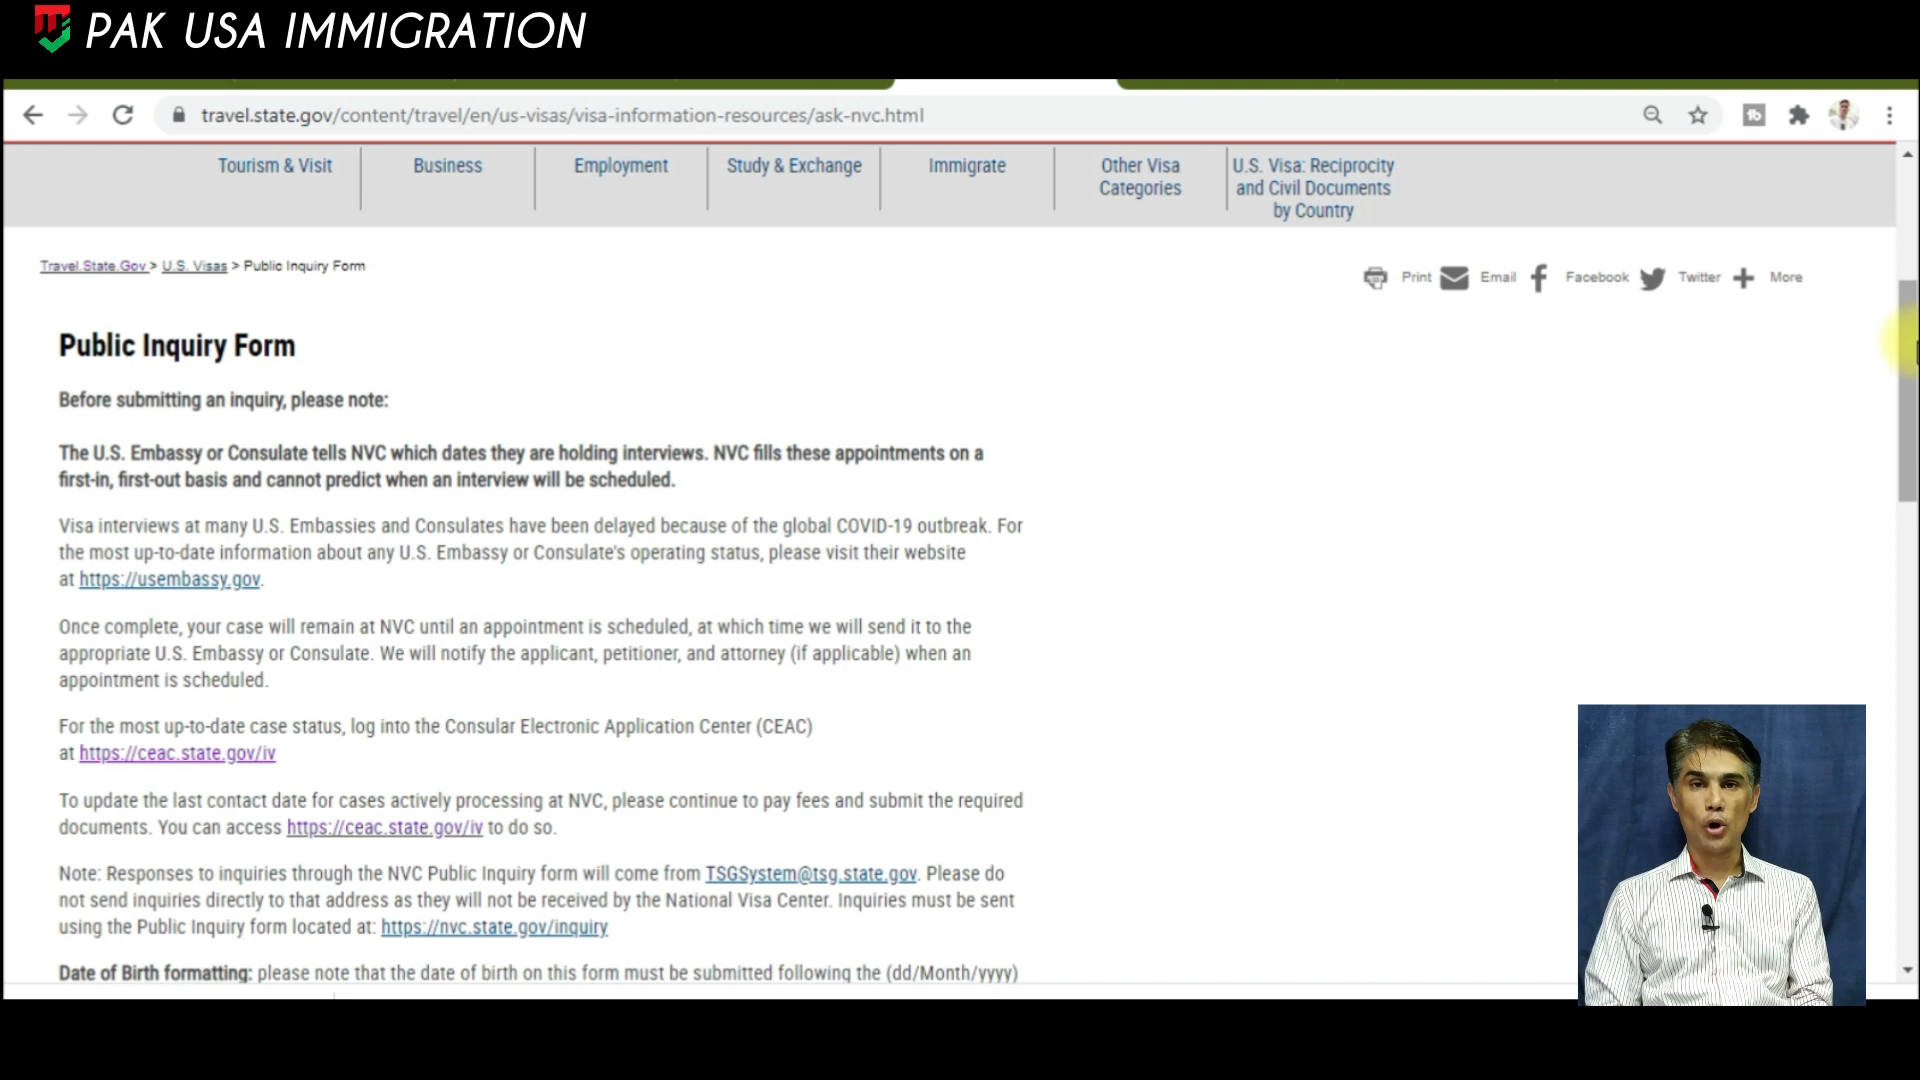 PAK USA IMMIGRATION
travel.state.gov/content/travel/en/us-visas/visa-information-resources/ask-nvc.html
Tourism & Visit
Business
Employment
Study & Exchange
Immigrate
Other Visa
Categories
U.S. Visa: Reciprocity
and Civil Documents
by Country
Travel.State.Gov > U.S. Visas > Public Inquiry Form
Print Email Facebook Twitter More
Public Inquiry Form
Before submitting an inquiry, please note:
The U.S. Embassy or Consulate tells NVC which dates they are holding interviews. NVC fills these appointments on a
first-in, first-out basis and cannot predict when an interview will be scheduled.
Visa interviews at many U.S. Embassies and Consulates have been delayed because of the global COVID-19 outbreak. For
the most up-to-date information about any U.S. Embassy or Consulate's operating status, please visit their website
at https://usembassy.gov.
Once complete, your case will remain at NVC until an appointment is scheduled, at which time we will send it to the
appropriate U.S. Embassy or Consulate. We will notify the applicant, petitioner, and attorney (if applicable) when an
appointment is scheduled.
For the most up-to-date case status, log into the Consular Electronic Application Center (CEAC)
at https://ceac.state.gov/iv
To update the last contact date for cases actively processing at NVC, please continue to pay fees and submit the required
documents. You can access https://ceac.state.gov/iv to do so.
Note: Responses to inquiries through the NVC Public Inquiry form will come from TSGSystem@tsg.state.gov. Please do
not send inquiries directly to that address as they will not be received by the National Visa Center. Inquiries must be sent
using the Public Inquiry form located at: https://nvc.state.gov/inquiry
Date of Birth formatting: please note that the date of birth on this form must be submitted following the (dd/Month/yyyy)